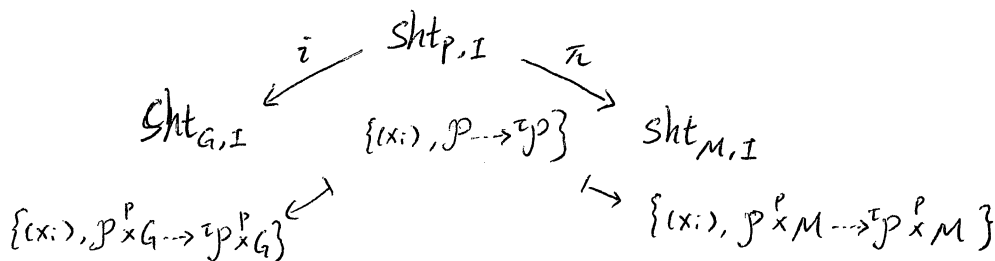 Sht_{P,I}
i π
Sht_{G,I} {(x_i), 𝒫 ⇢ ^τ𝒫} Sht_{M,I}
{(x_i), 𝒫 ×^P G ⇢ ^τ𝒫 ×^P G} {(x_i), 𝒫 ×^P M ⇢ ^τ𝒫 ×^P M}